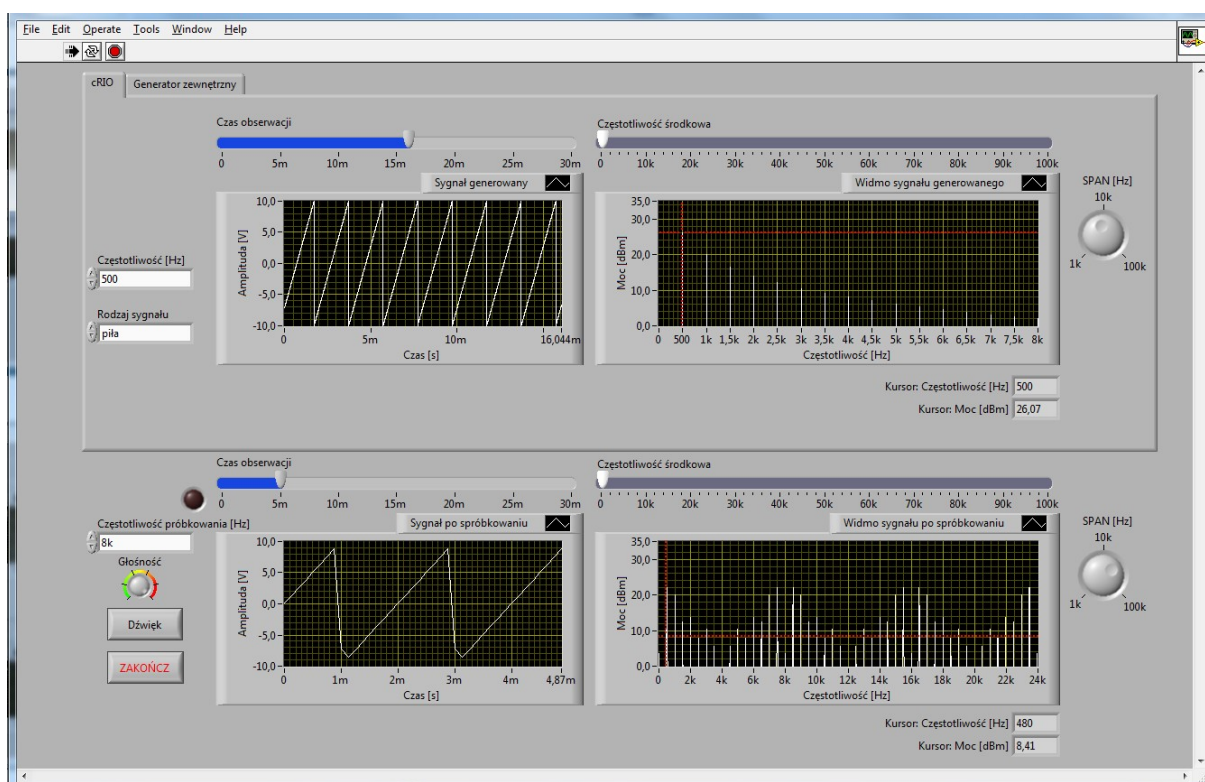 File Edit Operate Tools Window Help
cRIO Generator zewnętrzny
Czas obserwacji
0 5m 10m 15m 20m 25m 30m
Częstotliwość środkowa
0 10k 20k 30k 40k 50k 60k 70k 80k 90k 100k
Częstotliwość [Hz]
500
Rodzaj sygnału
piła
Sygnał generowany
Amplituda [V]
10,0
5,0
0,0
-5,0
-10,0
0 5m 10m 16,044m
Czas [s]
Widmo sygnału generowanego
Moc [dBm]
35,0
30,0
20,0
10,0
0,0
0 500 1k 1,5k 2k 2,5k 3k 3,5k 4k 4,5k 5k 5,5k 6k 6,5k 7k 7,5k 8k
Częstotliwość [Hz]
SPAN [Hz]
10k
1k 100k
Kursor: Częstotliwość [Hz] 500
Kursor: Moc [dBm] 26,07
Czas obserwacji
0 5m 10m 15m 20m 25m 30m
Częstotliwość środkowa
0 10k 20k 30k 40k 50k 60k 70k 80k 90k 100k
Częstotliwość próbkowania [Hz]
8k
Głośność
Dźwięk
ZAKOŃCZ
Sygnał po spróbkowaniu
Amplituda [V]
10,0
5,0
0,0
-5,0
-10,0
0 1m 2m 3m 4m 4,87m
Czas [s]
Widmo sygnału po spróbkowaniu
Moc [dBm]
35,0
30,0
20,0
10,0
0,0
0 2k 4k 6k 8k 10k 12k 14k 16k 18k 20k 22k 24k
Częstotliwość [Hz]
SPAN [Hz]
10k
1k 100k
Kursor: Częstotliwość [Hz] 480
Kursor: Moc [dBm] 8,41